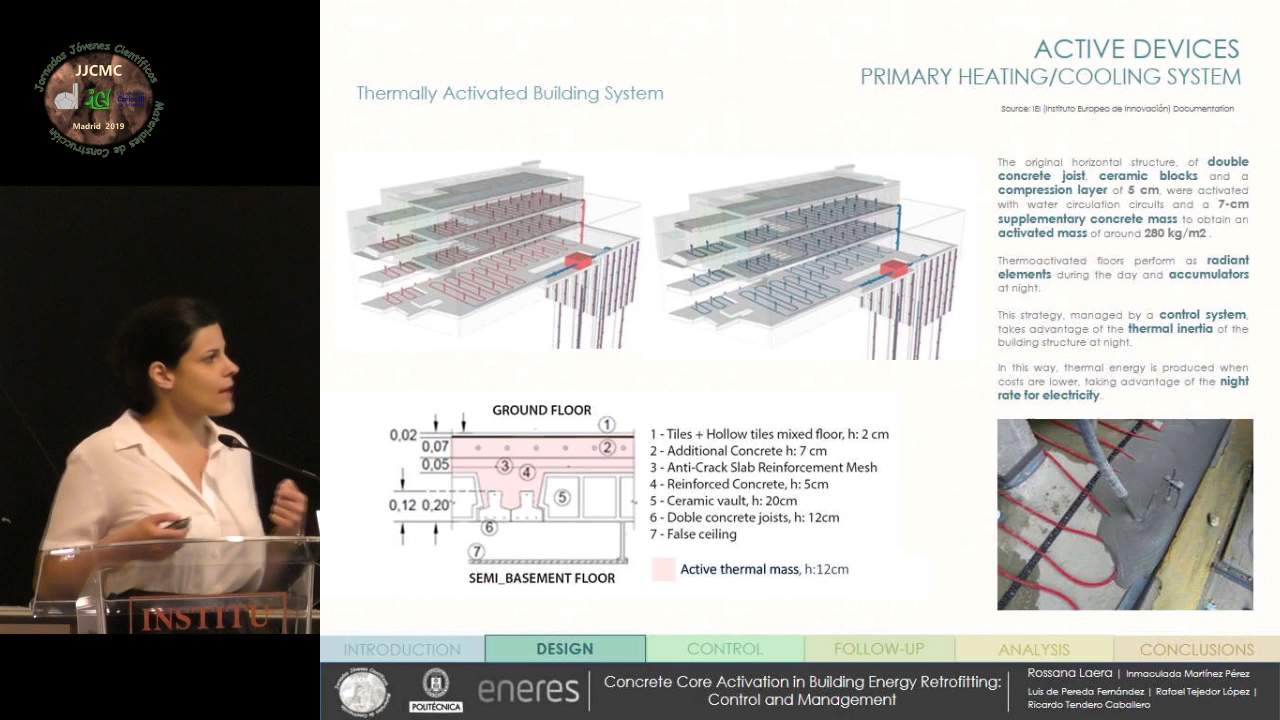 Jornadas Jóvenes Científicos
JJCMC
Madrid 2019
Materiales de Construcción
INSTITU
ACTIVE DEVICES
PRIMARY HEATING/COOLING SYSTEM
Source: IEI (Instituto Europeo de Innovación) Documentation
Thermally Activated Building System
The original horizontal structure, of double
concrete joist, ceramic blocks and a
compression layer of 5 cm, were activated
with water circulation circuits and a 7-cm
supplementary concrete mass to obtain an
activated mass of around 280 kg/m2 .
Thermoactivated floors perform as radiant
elements during the day and accumulators
at night.
This strategy, managed by a control system,
takes advantage of the thermal inertia of the
building structure at night.
In this way, thermal energy is produced when
costs are lower, taking advantage of the night
rate for electricity.
GROUND FLOOR
0,02
0,07
0,05
0,12 0,20
1
2
3
4
5
6
7
SEMI_BASEMENT FLOOR
1 - Tiles + Hollow tiles mixed floor, h: 2 cm
2 - Additional Concrete h: 7 cm
3 - Anti-Crack Slab Reinforcement Mesh
4 - Reinforced Concrete, h: 5cm
5 - Ceramic vault, h: 20cm
6 - Doble concrete joists, h: 12cm
7 - False ceiling
Active thermal mass, h:12cm
INTRODUCTION DESIGN CONTROL FOLLOW-UP ANALYSIS CONCLUSIONS
JJCMC
POLITÉCNICA
eneres
Concrete Core Activation in Building Energy Retrofitting:
Control and Management
Rossana Laera | Inmaculada Martínez Pérez
Luis de Pereda Fernández | Rafael Tejedor López |
Ricardo Tendero Caballero